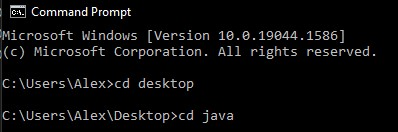 Command Prompt
Microsoft Windows [Version 10.0.19044.1586]
(c) Microsoft Corporation. All rights reserved.
C:\Users\Alex>cd desktop
C:\Users\Alex\Desktop>cd java